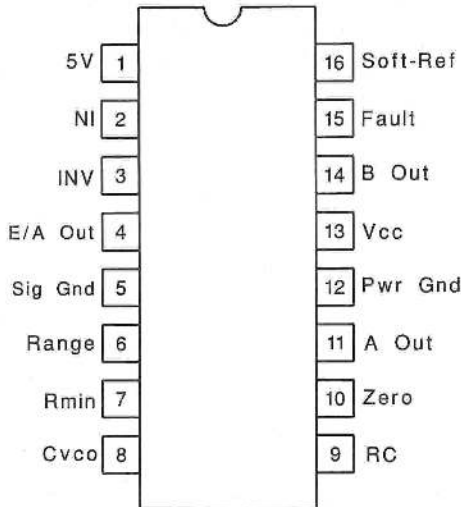 5V 1 16 Soft-Ref
NI 2 15 Fault
INV 3 14 B Out
E/A Out 4 13 Vcc
Sig Gnd 5 12 Pwr Gnd
Range 6 11 A Out
Rmin 7 10 Zero
Cvco 8 9 RC